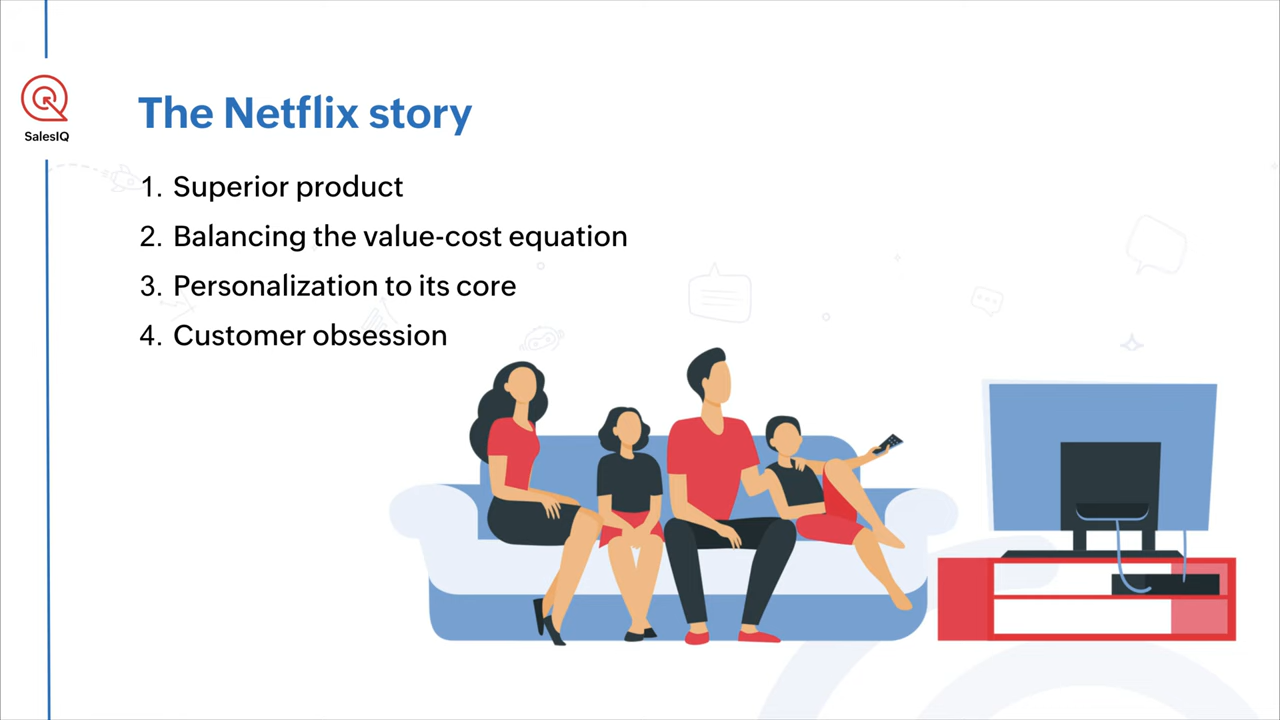 SalesIQ
The Netflix story
1. Superior product
2. Balancing the value-cost equation
3. Personalization to its core
4. Customer obsession